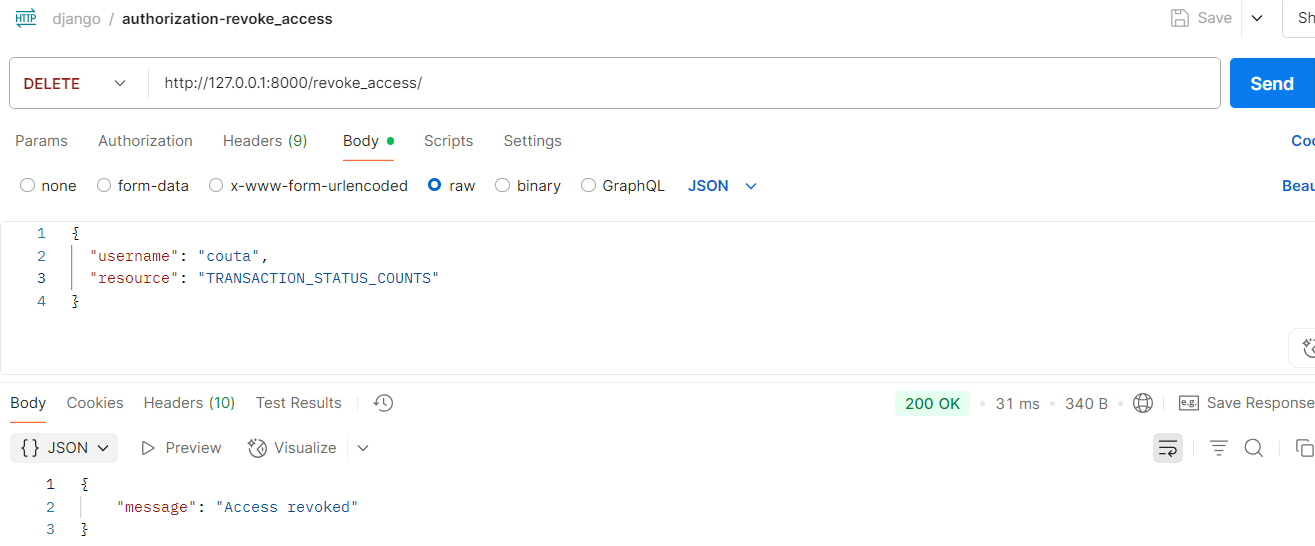 HTTP django / authorization-revoke_access Save Sh
DELETE http://127.0.0.1:8000/revoke_access/ Send
Params Authorization Headers (9) Body Scripts Settings Coo
none form-data x-www-form-urlencoded raw binary GraphQL JSON Beau
1 {
2 "username": "couta",
3 "resource": "TRANSACTION_STATUS_COUNTS"
4 }
Body Cookies Headers (10) Test Results 200 OK 31 ms 340 B e.g. Save Response
{} JSON Preview Visualize
1 {
2 "message": "Access revoked"
3 }